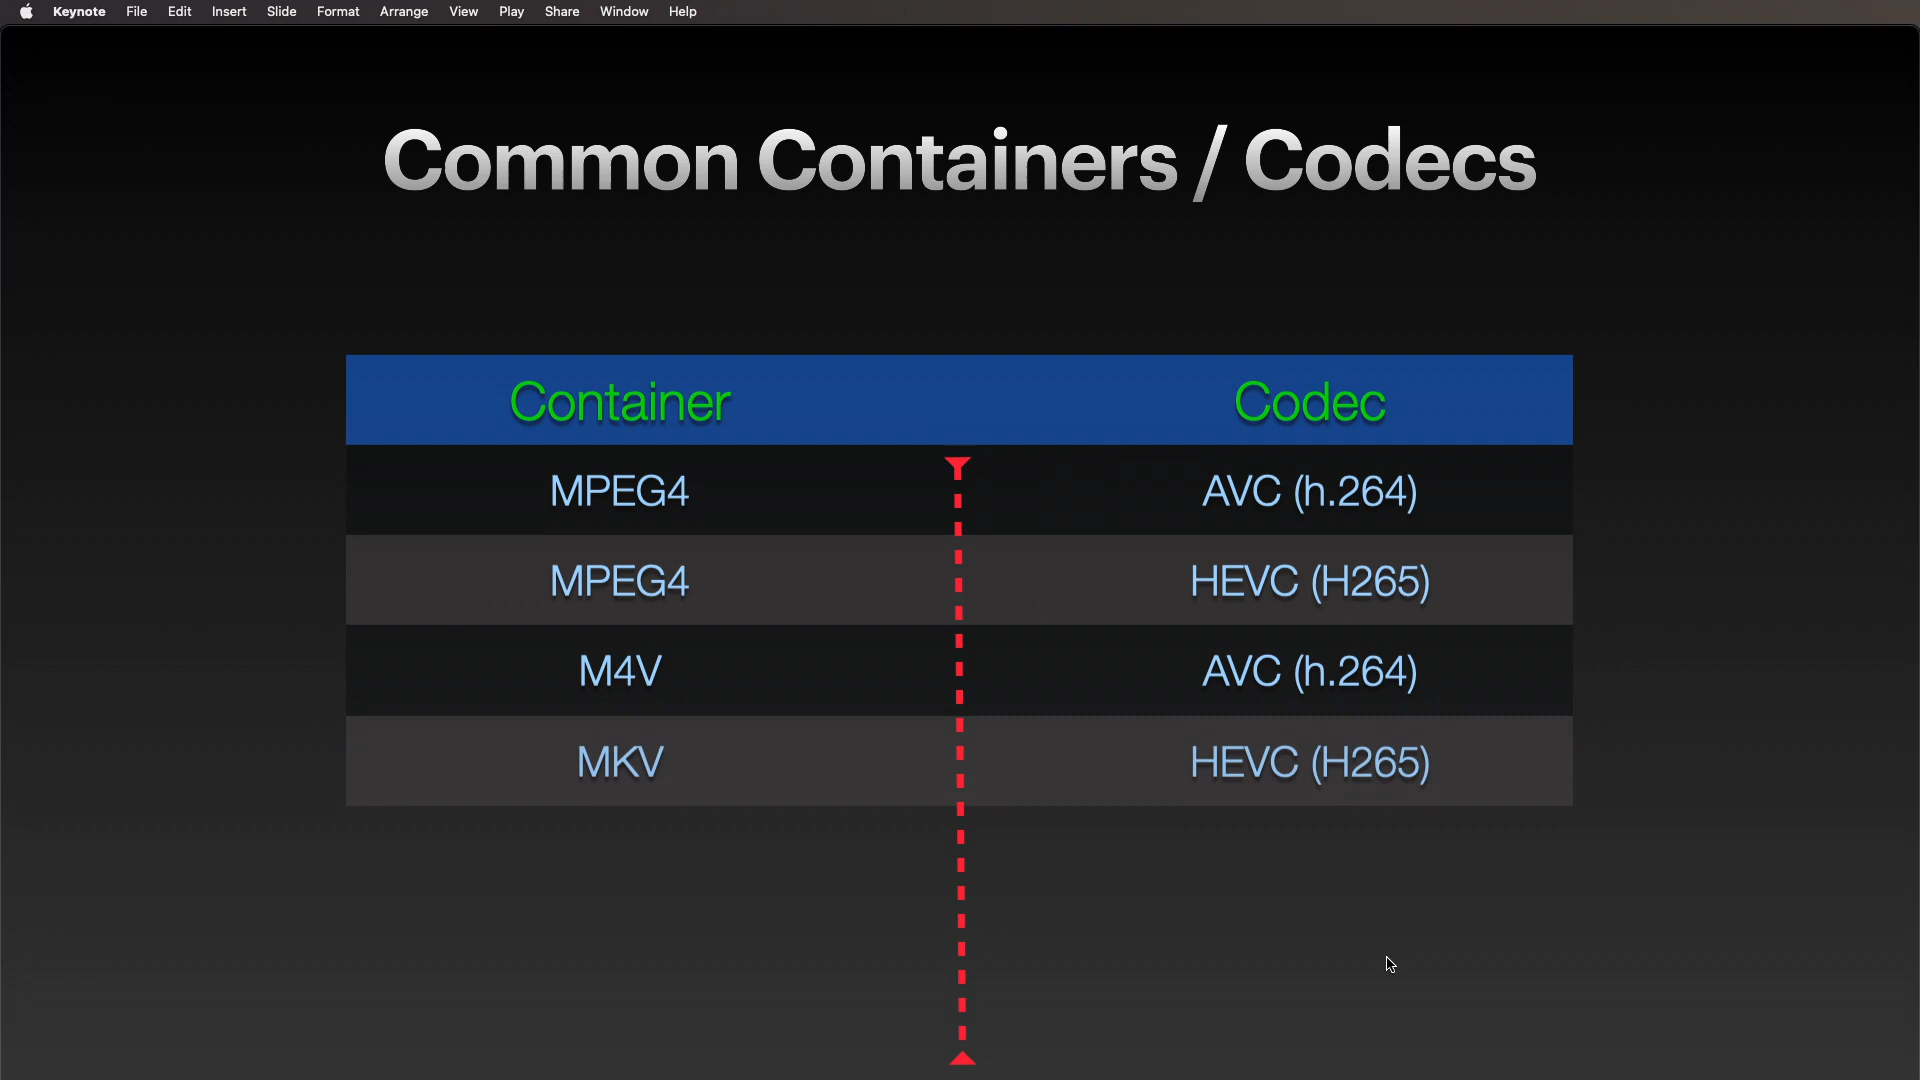 Keynote File Edit Insert Slide Format Arrange View Play Share Window Help
Common Containers / Codecs
Container Codec
MPEG4 AVC (h.264)
MPEG4 HEVC (H265)
M4V AVC (h.264)
MKV HEVC (H265)